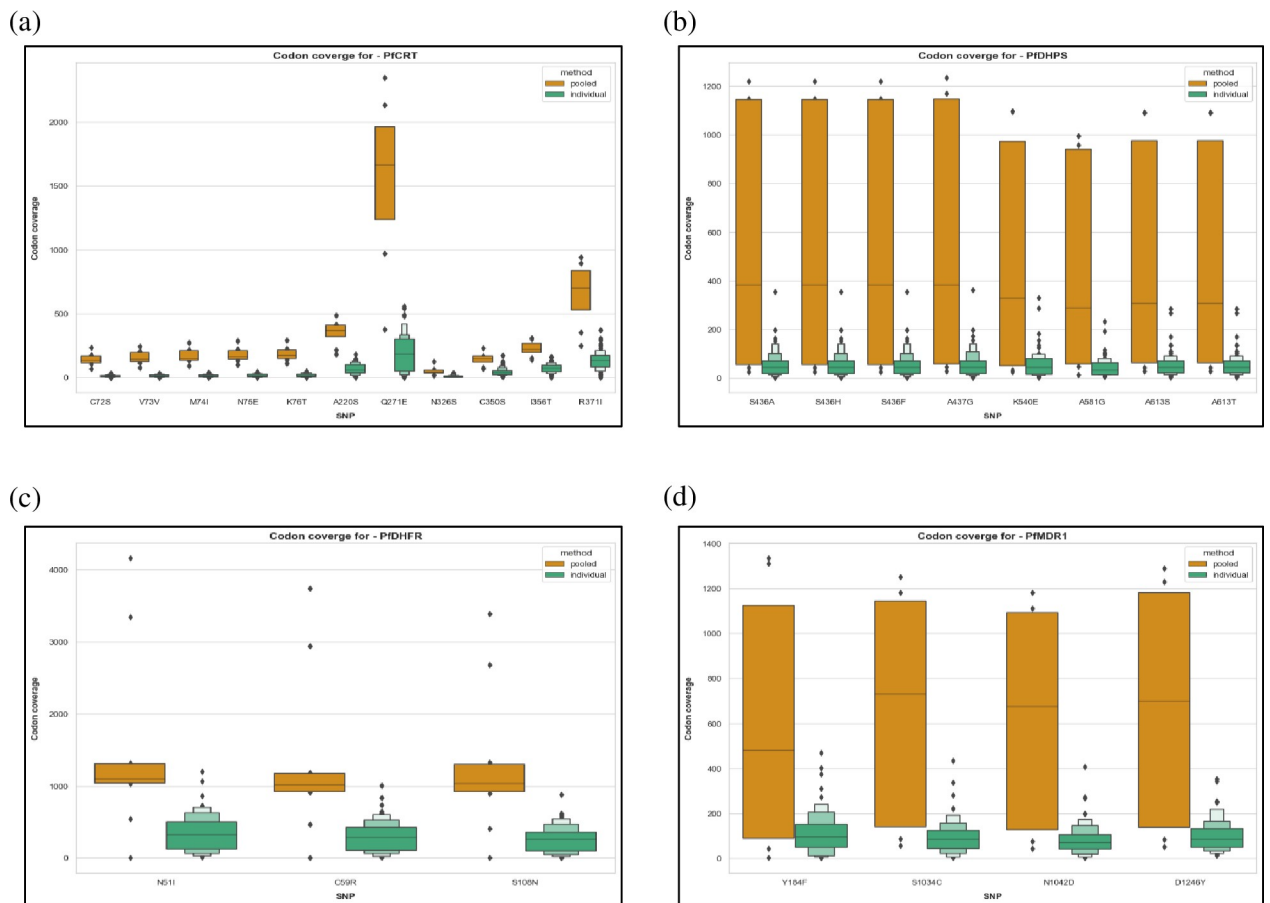 (a)
Codon coverge for - PfCRT
method
pooled
individual
Codon coverage
2000
1500
1000
500
0
C72S V73V M74I N75E K76T A220S Q271E N326S C350S I356T R371I
SNP
(b)
Codon coverge for - PfDHPS
method
pooled
individual
Codon coverage
1200
1000
800
600
400
200
0
S436A S436H S436F A437G K540E A581G A613S A613T
SNP
(c)
Codon coverge for - PfDHFR
method
pooled
individual
Codon coverage
4000
3000
2000
1000
0
N51I C59R S108N
SNP
(d)
Codon coverge for - PfMDR1
method
pooled
individual
Codon coverage
1400
1200
1000
800
600
400
200
0
Y184F S1034C N1042D D1246Y
SNP